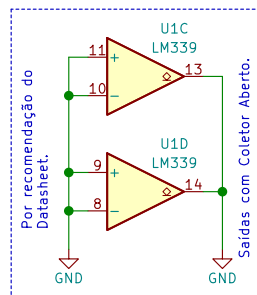 U1C
LM339
11
+
10
−
13
U1D
LM339
9
+
8
−
14
GND
GND
Por recomendação do
Datasheet.
Saídas com Coletor Aberto.